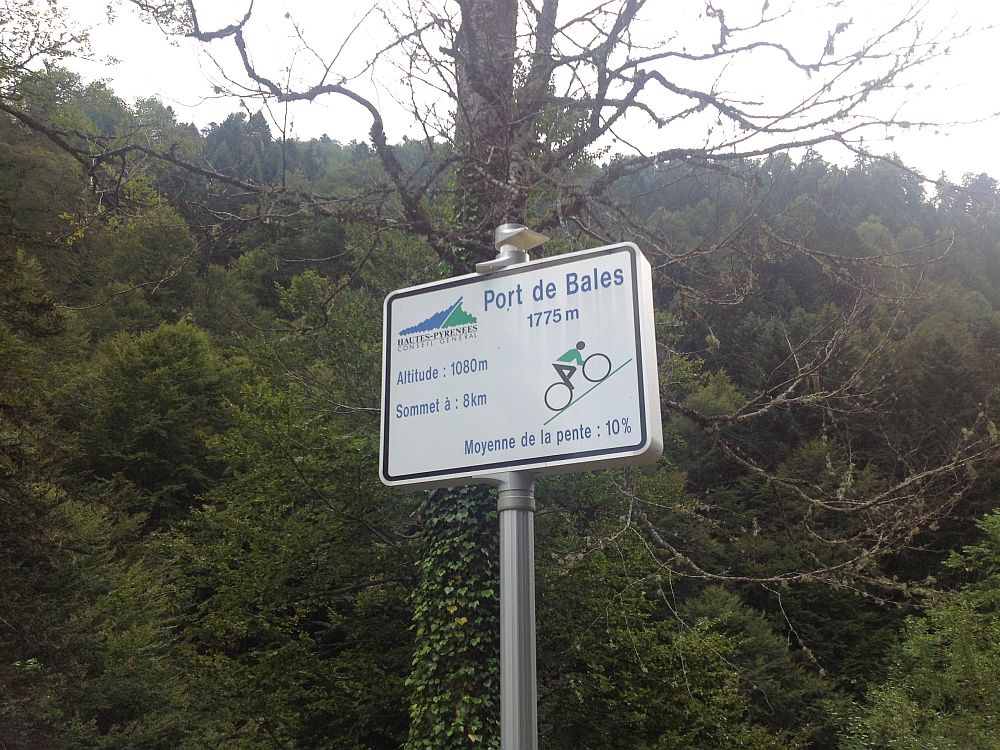 Port de Bales
1775 m
HAUTES-PYRENEES
CONSEIL GENERAL
Altitude : 1080m
Sommet à : 8km
Moyenne de la pente : 10%